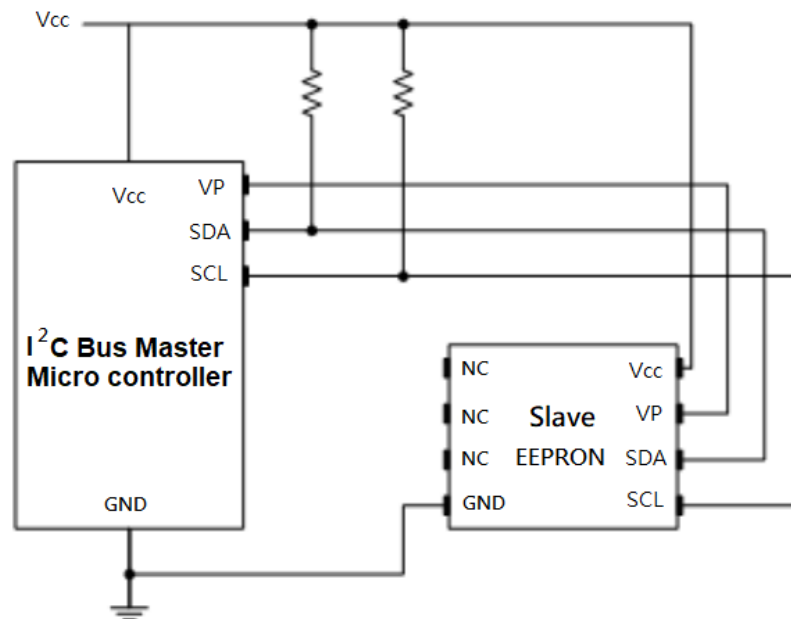 Vcc
Vcc
VP
SDA
SCL
I²C Bus Master
Micro controller
GND
NC
NC
NC
GND
Slave
EEPRON
Vcc
VP
SDA
SCL